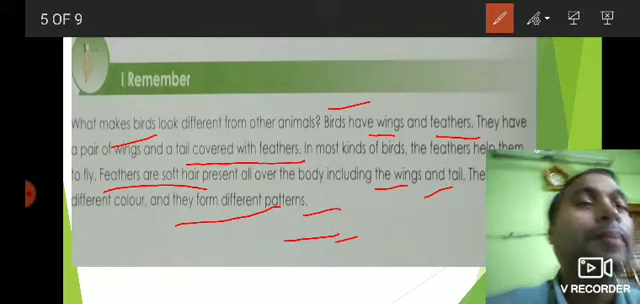 5 OF 9
I Remember
What makes birds look different from other animals? Birds have wings and feathers. They have
a pair of wings and a tail covered with feathers. In most kinds of birds, the feathers help them
to fly. Feathers are soft hair present all over the body including the wings and tail. The
different colour, and they form different patterns.
V RECORDER